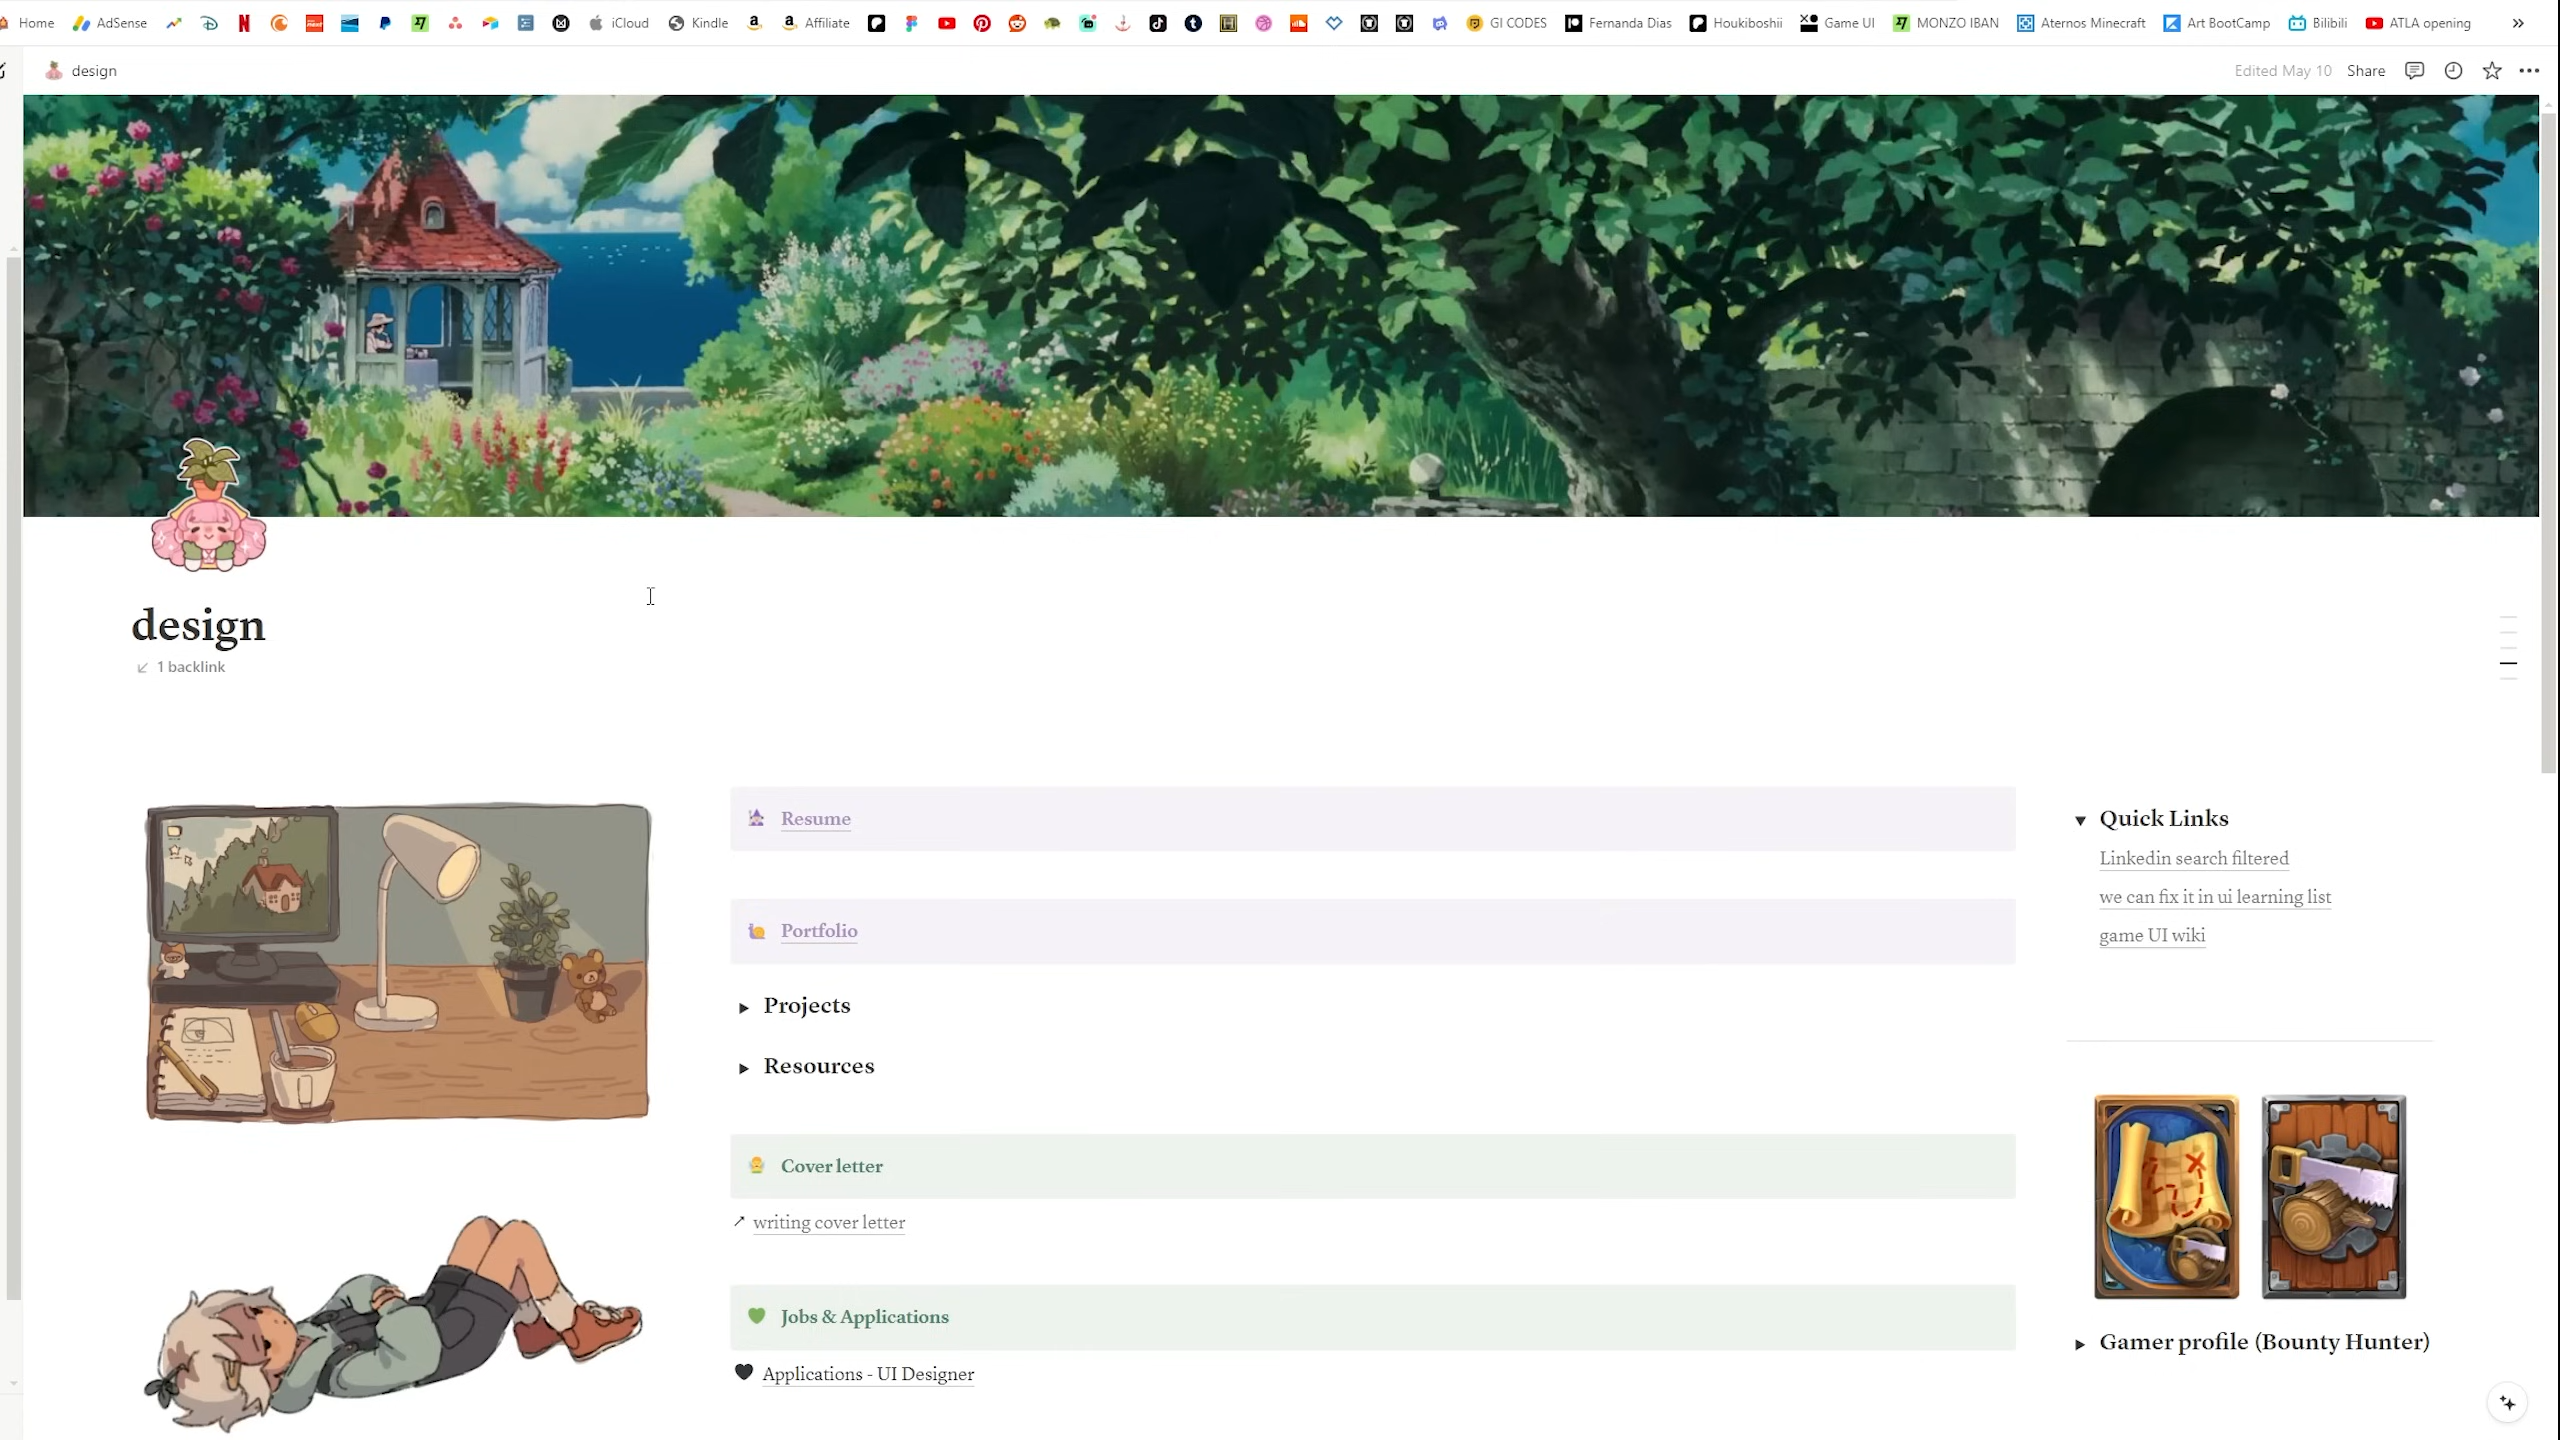 Home AdSense iCloud Kindle Affiliate GI CODES Fernanda Dias Houkiboshii Game UI MONZO IBAN Aternos Minecraft Art BootCamp Bilibili ATLA opening »
design Edited May 10 Share
design
1 backlink
Resume
Portfolio
Projects
Resources
Cover letter
writing cover letter
Jobs & Applications
Applications - UI Designer
Quick Links
Linkedin search filtered
we can fix it in ui learning list
game UI wiki
Gamer profile (Bounty Hunter)